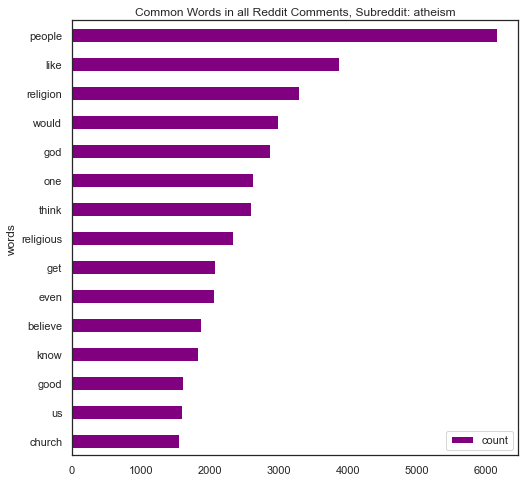 Common Words in all Reddit Comments, Subreddit: atheism
people
like
religion
would
god
one
think
religious
get
even
believe
know
good
us
church
words
count
0 1000 2000 3000 4000 5000 6000